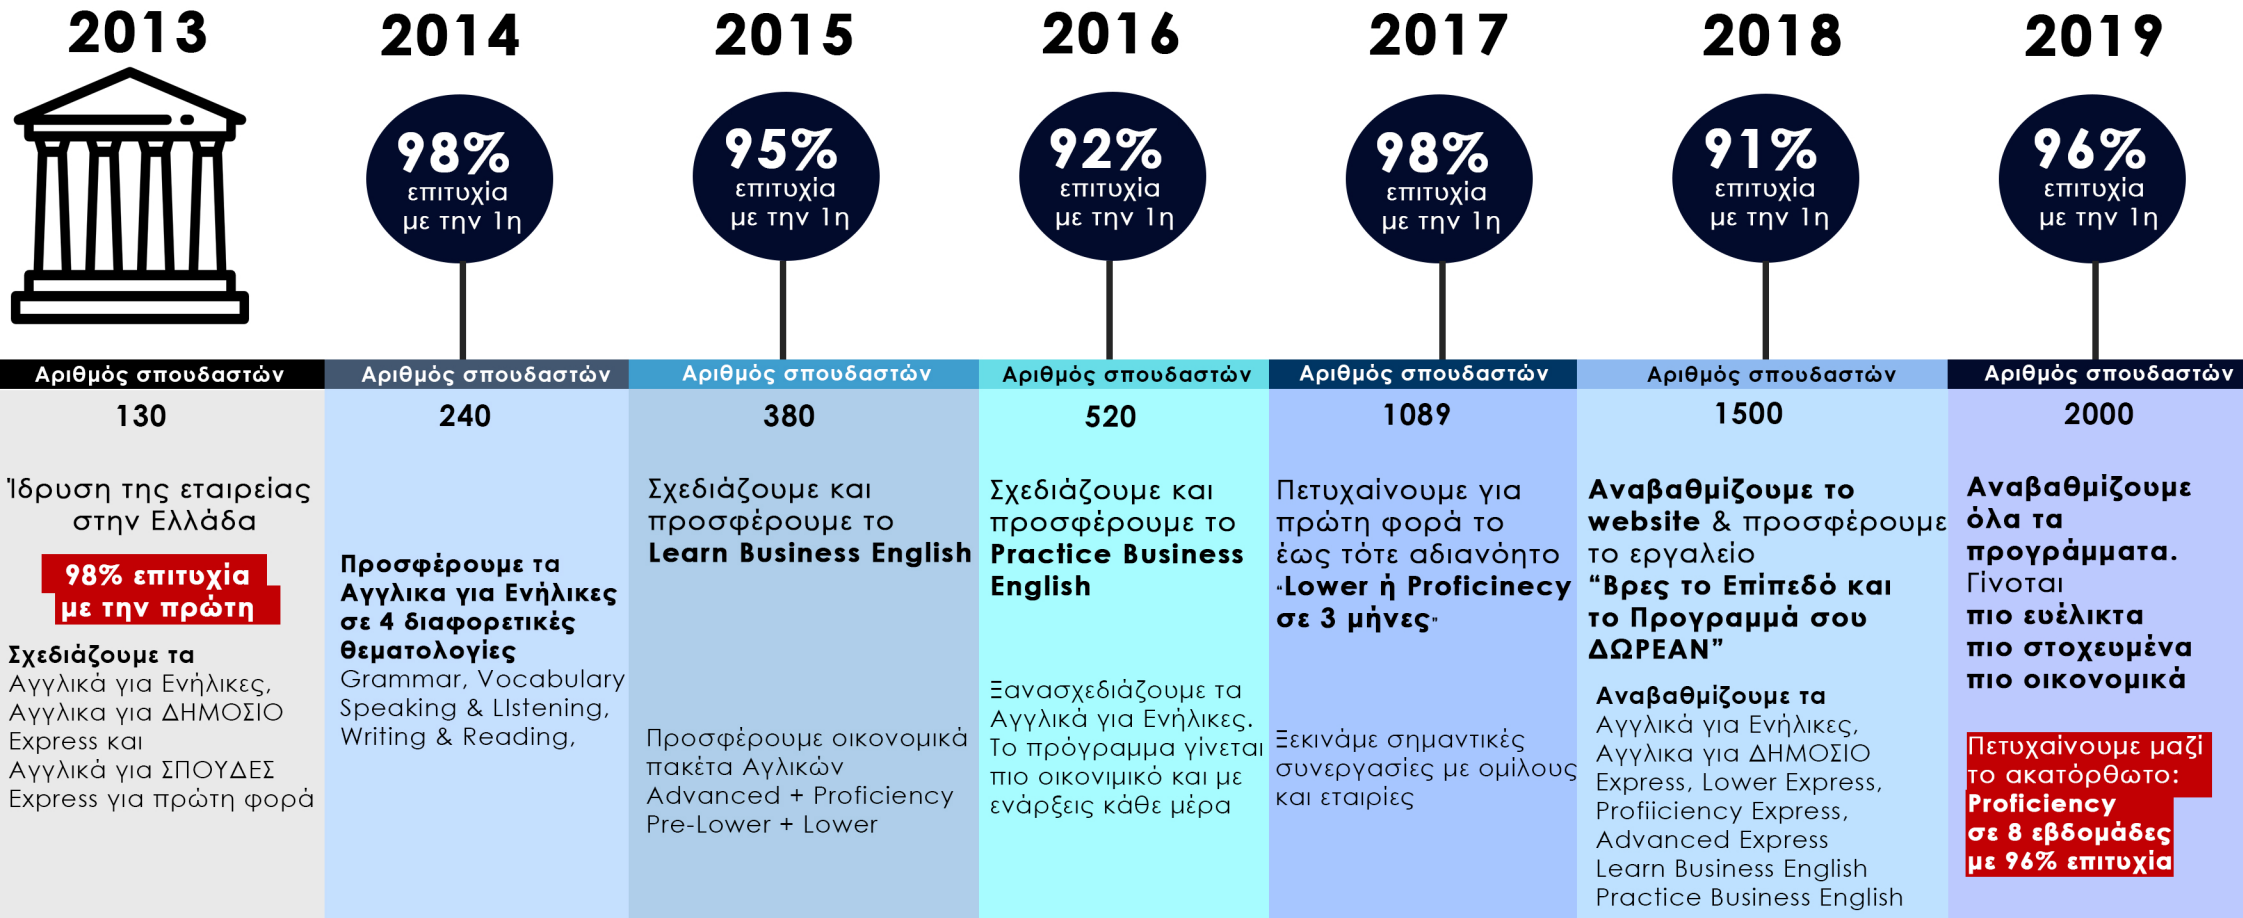 2013
Αριθμός σπουδαστών
130
Ίδρυση της εταιρείας
στην Ελλάδα
98% επιτυχία
με την πρώτη
Σχεδιάζουμε τα
Αγγλικά για Ενήλικες,
Αγγλικα για ΔΗΜΟΣΙΟ
Express και
Αγγλικά για ΣΠΟΥΔΕΣ
Express για πρώτη φορά
2014
98%
επιτυχία
με την 1η
Αριθμός σπουδαστών
240
Προσφέρουμε τα
Αγγλικα για Ενήλικες
σε 4 διαφορετικές
θεματολογίες
Grammar, Vocabulary
Speaking & LIstening,
Writing & Reading,
2015
95%
επιτυχία
με την 1η
Αριθμός σπουδαστών
380
Σχεδιάζουμε και
προσφέρουμε το
Learn Business English
Προσφέρουμε οικονομικά
πακέτα Αγλικών
Advanced + Proficiency
Pre-Lower + Lower
2016
92%
επιτυχία
με την 1η
Αριθμός σπουδαστών
520
Σχεδιάζουμε και
προσφέρουμε το
Practice Business
English
Ξανασχεδιάζουμε τα
Αγγλικά για Ενήλικες.
Το πρόγραμμα γίνεται
πιο οικονιμικό και με
ενάρξεις κάθε μέρα
2017
98%
επιτυχία
με την 1η
Αριθμός σπουδαστών
1089
Πετυχαίνουμε για
πρώτη φορά το
έως τότε αδιανόητο
"Lower ή Proficinecy
σε 3 μήνες"
Ξεκινάμε σημαντικές
συνεργασίες με ομίλους
και εταιρίες
2018
91%
επιτυχία
με την 1η
Αριθμός σπουδαστών
1500
Αναβαθμίζουμε το
website & προσφέρουμε
το εργαλείο
“Βρες το Επίπεδό και
το Προγραμμά σου
ΔΩΡΕΑΝ”
Αναβαθμίζουμε τα
Αγγλικά για Ενήλικες,
Αγγλικα για ΔΗΜΟΣΙΟ
Express, Lower Express,
Profiiciency Express,
Advanced Express
Learn Business English
Practice Business English
2019
96%
επιτυχία
με την 1η
Αριθμός σπουδαστών
2000
Αναβαθμίζουμε
όλα τα
προγράμματα.
Γίνοται
πιο ευέλικτα
πιο στοχευμένα
πιο οικονομικά
Πετυχαίνουμε μαζί
το ακατόρθωτο:
Proficiency
σε 8 εβδομάδες
με 96% επιτυχία